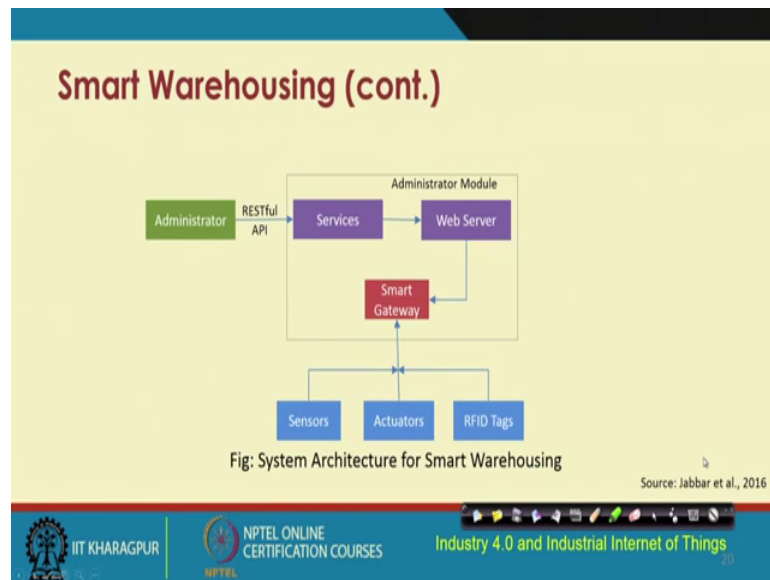 Smart Warehousing (cont.)
Administrator Module
Administrator
RESTful
API
Services
Web Server
Smart
Gateway
Sensors
Actuators
RFID Tags
Fig: System Architecture for Smart Warehousing
Source: Jabbar et al., 2016
IIT KHARAGPUR
NPTEL
NPTEL ONLINE
CERTIFICATION COURSES
Industry 4.0 and Industrial Internet of Things
20